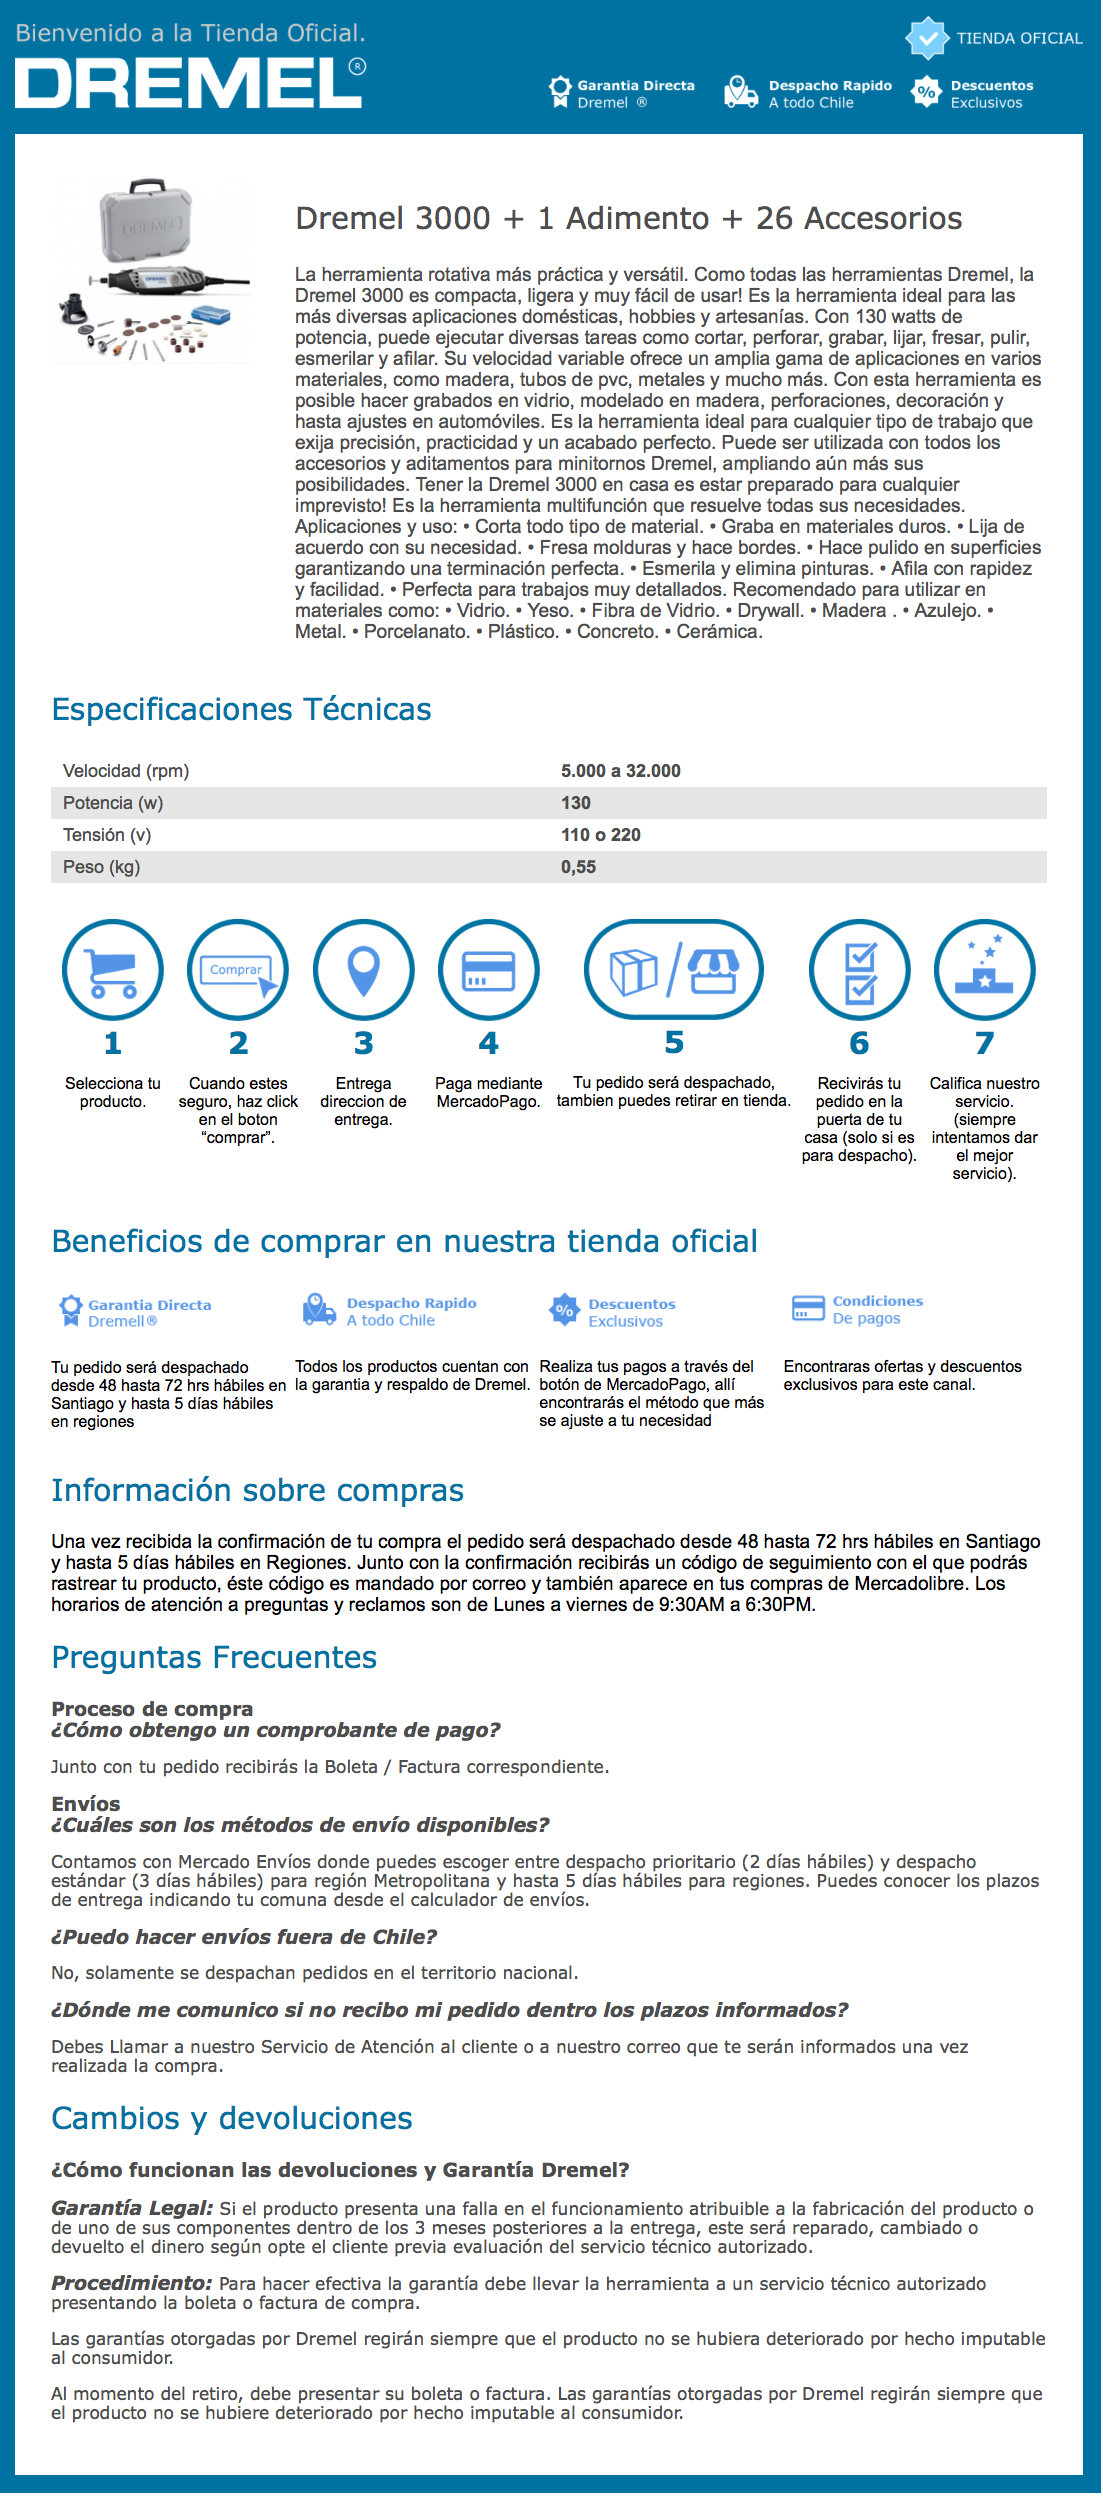 Bienvenido a la Tienda Oficial.
DREMEL®
TIENDA OFICIAL
Garantia Directa
Dremel ®
Despacho Rapido
A todo Chile
%
Descuentos
Exclusivos
DREMEL
DREMEL
Dremel 3000 + 1 Adimento + 26 Accesorios
La herramienta rotativa más práctica y versátil. Como todas las herramientas Dremel, la
Dremel 3000 es compacta, ligera y muy fácil de usar! Es la herramienta ideal para las
más diversas aplicaciones domésticas, hobbies y artesanías. Con 130 watts de
potencia, puede ejecutar diversas tareas como cortar, perforar, grabar, lijar, fresar, pulir,
esmerilar y afilar. Su velocidad variable ofrece un amplia gama de aplicaciones en varios
materiales, como madera, tubos de pvc, metales y mucho más. Con esta herramienta es
posible hacer grabados en vidrio, modelado en madera, perforaciones, decoración y
hasta ajustes en automóviles. Es la herramienta ideal para cualquier tipo de trabajo que
exija precisión, practicidad y un acabado perfecto. Puede ser utilizada con todos los
accesorios y aditamentos para minitornos Dremel, ampliando aún más sus
posibilidades. Tener la Dremel 3000 en casa es estar preparado para cualquier
imprevisto! Es la herramienta multifunción que resuelve todas sus necesidades.
Aplicaciones y uso: • Corta todo tipo de material. • Graba en materiales duros. • Lija de
acuerdo con su necesidad. • Fresa molduras y hace bordes. • Hace pulido en superficies
garantizando una terminación perfecta. • Esmerila y elimina pinturas. • Afila con rapidez
y facilidad. • Perfecta para trabajos muy detallados. Recomendado para utilizar en
materiales como: • Vidrio. • Yeso. • Fibra de Vidrio. • Drywall. • Madera . • Azulejo. •
Metal. • Porcelanato. • Plástico. • Concreto. • Cerámica.
Especificaciones Técnicas
Velocidad (rpm) 5.000 a 32.000
Potencia (w) 130
Tensión (v) 110 o 220
Peso (kg) 0,55
Comprar
1
Selecciona tu
producto.
2
Cuando estes
seguro, haz click
en el boton
“comprar”.
3
Entrega
direccion de
entrega.
4
Paga mediante
MercadoPago.
5
Tu pedido será despachado,
tambien puedes retirar en tienda.
6
Recivirás tu
pedido en la
puerta de tu
casa (solo si es
para despacho).
7
Califica nuestro
servicio.
(siempre
intentamos dar
el mejor
servicio).
Beneficios de comprar en nuestra tienda oficial
Garantia Directa
Dremell®
Tu pedido será despachado
desde 48 hasta 72 hrs hábiles en
Santiago y hasta 5 días hábiles
en regiones
Despacho Rapido
A todo Chile
Todos los productos cuentan con
la garantia y respaldo de Dremel.
%
Descuentos
Exclusivos
Realiza tus pagos a través del
botón de MercadoPago, allí
encontrarás el método que más
se ajuste a tu necesidad
Condiciones
De pagos
Encontraras ofertas y descuentos
exclusivos para este canal.
Información sobre compras
Una vez recibida la confirmación de tu compra el pedido será despachado desde 48 hasta 72 hrs hábiles en Santiago
y hasta 5 días hábiles en Regiones. Junto con la confirmación recibirás un código de seguimiento con el que podrás
rastrear tu producto, éste código es mandado por correo y también aparece en tus compras de Mercadolibre. Los
horarios de atención a preguntas y reclamos son de Lunes a viernes de 9:30AM a 6:30PM.
Preguntas Frecuentes
Proceso de compra
¿Cómo obtengo un comprobante de pago?
Junto con tu pedido recibirás la Boleta / Factura correspondiente.
Envíos
¿Cuáles son los métodos de envío disponibles?
Contamos con Mercado Envíos donde puedes escoger entre despacho prioritario (2 días hábiles) y despacho
estándar (3 días hábiles) para región Metropolitana y hasta 5 días hábiles para regiones. Puedes conocer los plazos
de entrega indicando tu comuna desde el calculador de envíos.
¿Puedo hacer envíos fuera de Chile?
No, solamente se despachan pedidos en el territorio nacional.
¿Dónde me comunico si no recibo mi pedido dentro los plazos informados?
Debes Llamar a nuestro Servicio de Atención al cliente o a nuestro correo que te serán informados una vez
realizada la compra.
Cambios y devoluciones
¿Cómo funcionan las devoluciones y Garantía Dremel?
Garantía Legal: Si el producto presenta una falla en el funcionamiento atribuible a la fabricación del producto o
de uno de sus componentes dentro de los 3 meses posteriores a la entrega, este será reparado, cambiado o
devuelto el dinero según opte el cliente previa evaluación del servicio técnico autorizado.
Procedimiento: Para hacer efectiva la garantía debe llevar la herramienta a un servicio técnico autorizado
presentando la boleta o factura de compra.
Las garantías otorgadas por Dremel regirán siempre que el producto no se hubiera deteriorado por hecho imputable
al consumidor.
Al momento del retiro, debe presentar su boleta o factura. Las garantías otorgadas por Dremel regirán siempre que
el producto no se hubiere deteriorado por hecho imputable al consumidor.